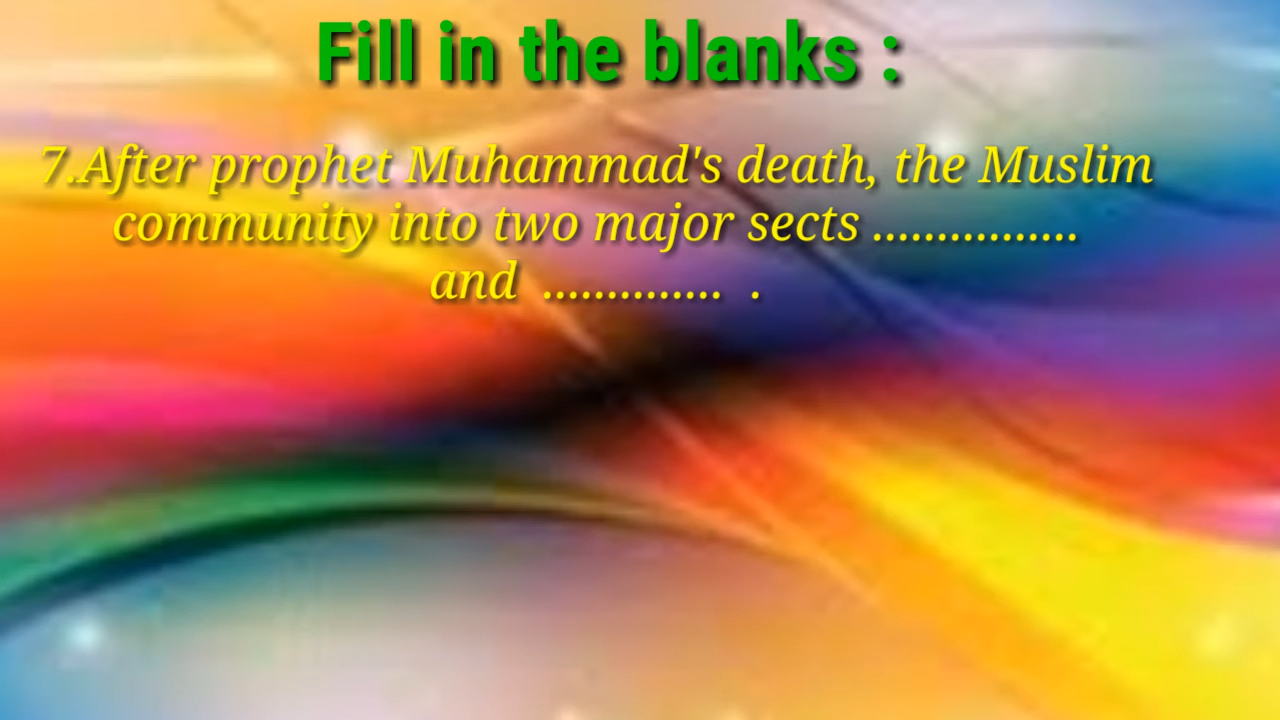 Fill in the blanks :
7.After prophet Muhammad's death, the Muslim
community into two major sects ................
and .............. .